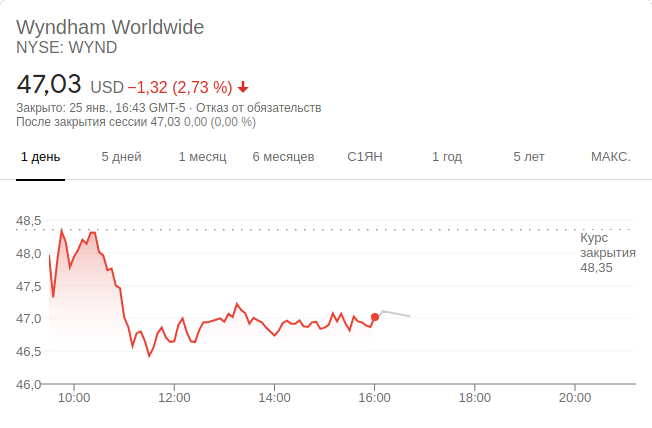 Wyndham Worldwide
NYSE: WYND
47,03 USD −1,32 (2,73 %)
Закрыто: 25 янв., 16:43 GMT-5 · Отказ от обязательств
После закрытия сессии 47,03 0,00 (0,00 %)
1 день 5 дней 1 месяц 6 месяцев С1ЯН 1 год 5 лет МАКС.
48,5
Курс
закрытия
48,35
48,0
47,5
47,0
46,5
46,0
10:00 12:00 14:00 16:00 18:00 20:00